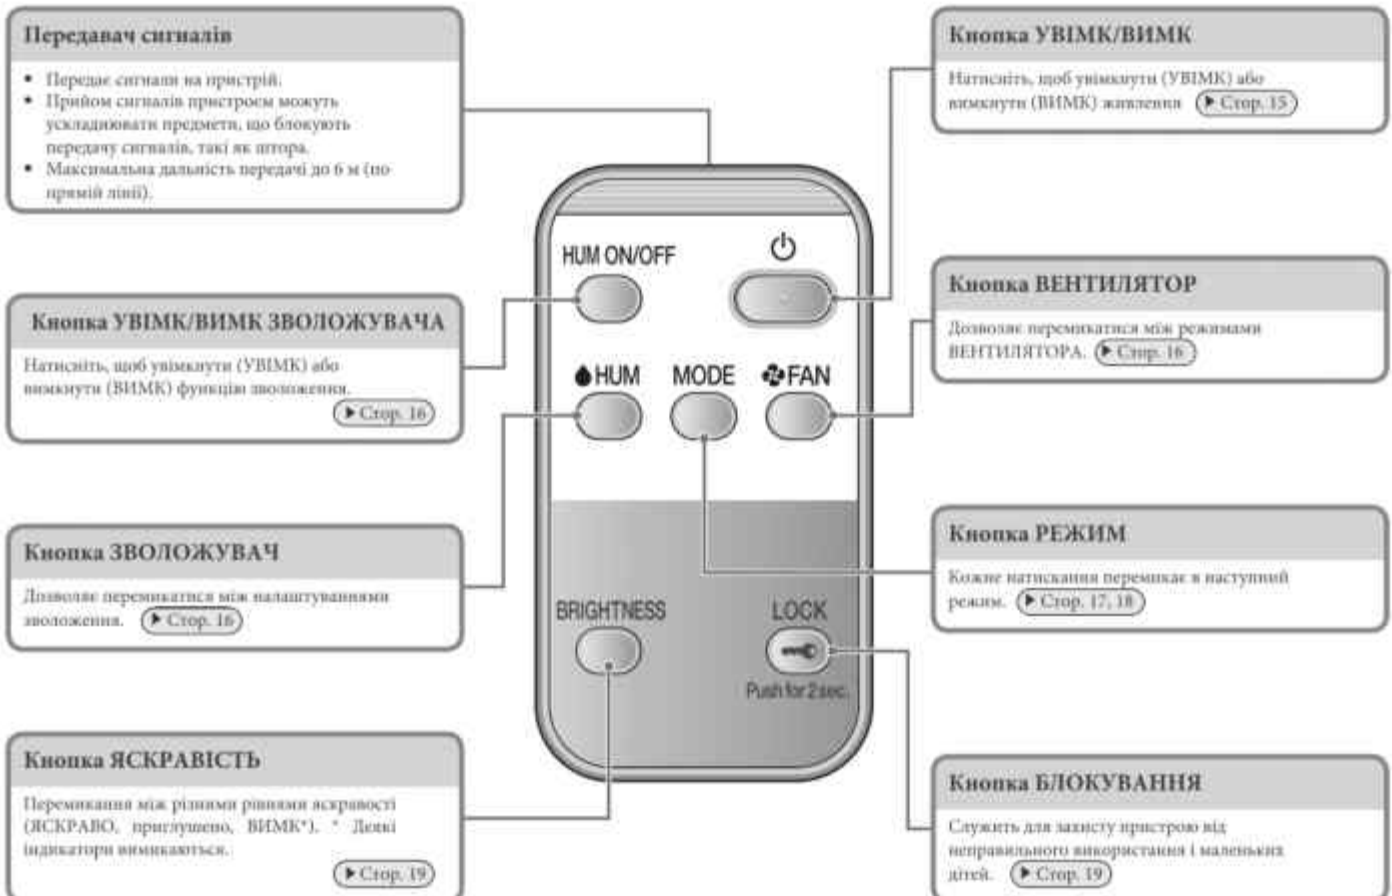 Передавач сигналів
• Передає сигнали на пристрій.
• Прийом сигналів пристроєм можуть
ускладнювати предмети, що блокують
передачу сигналів, такі як штора.
• Максимальна дальність передачі до 6 м (по
прямій лінії).
Кнопка УВІМК/ВИМК ЗВОЛОЖУВАЧА
Натисніть, щоб увімкнути (УВІМК) або
вимкнути (ВИМК) функцію зволоження.
▶ Стор. 16
Кнопка ЗВОЛОЖУВАЧ
Дозволяє перемикатися між налаштуваннями
зволоження. ▶ Стор. 16
Кнопка ЯСКРАВІСТЬ
Перемикання між різними рівнями яскравості
(ЯСКРАВО, приглушено, ВИМК*). * Деякі
індикатори вимикаються.
▶ Стор. 19
HUM ON/OFF
HUM MODE FAN
BRIGHTNESS LOCK
Push for 2 sec.
Кнопка УВІМК/ВИМК
Натисніть, щоб увімкнути (УВІМК) або
вимкнути (ВИМК) живлення ▶ Стор. 15
Кнопка ВЕНТИЛЯТОР
Дозволяє перемикатися між режимами
ВЕНТИЛЯТОРА. ▶ Стор. 16
Кнопка РЕЖИМ
Кожне натискання перемикає в наступний
режим. ▶ Стор. 17, 18
Кнопка БЛОКУВАННЯ
Служить для захисту пристрою від
неправильного використання і маленьких
дітей. ▶ Стор. 19